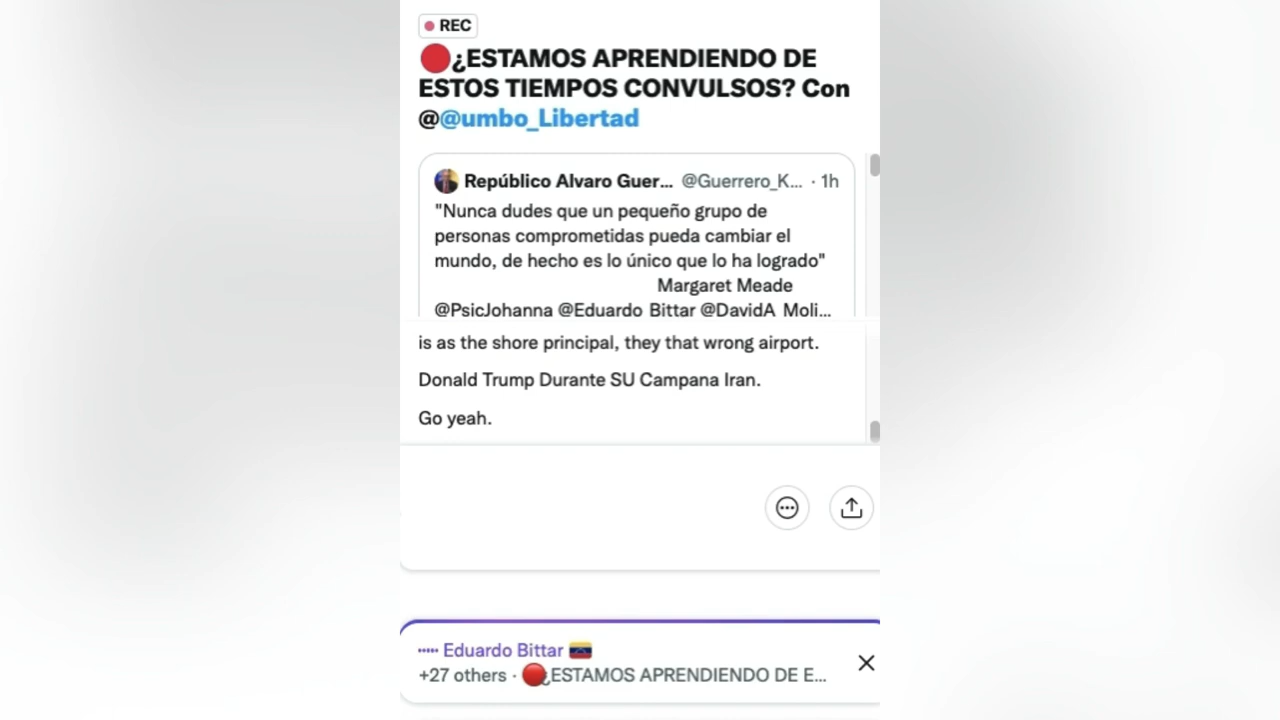 REC
¿ESTAMOS APRENDIENDO DE
ESTOS TIEMPOS CONVULSOS? Con
@@umbo_Libertad
Repúblico Alvaro Guer... @Guerrero_K... · 1h
"Nunca dudes que un pequeño grupo de
personas comprometidas pueda cambiar el
mundo, de hecho es lo único que lo ha logrado"
Margaret Meade
@PsicJohanna @Eduardo_Bittar @DavidA_Moli...
is as the shore principal, they that wrong airport.
Donald Trump Durante SU Campana Iran.
Go yeah.
Eduardo Bittar
+27 others · ¿ESTAMOS APRENDIENDO DE E...